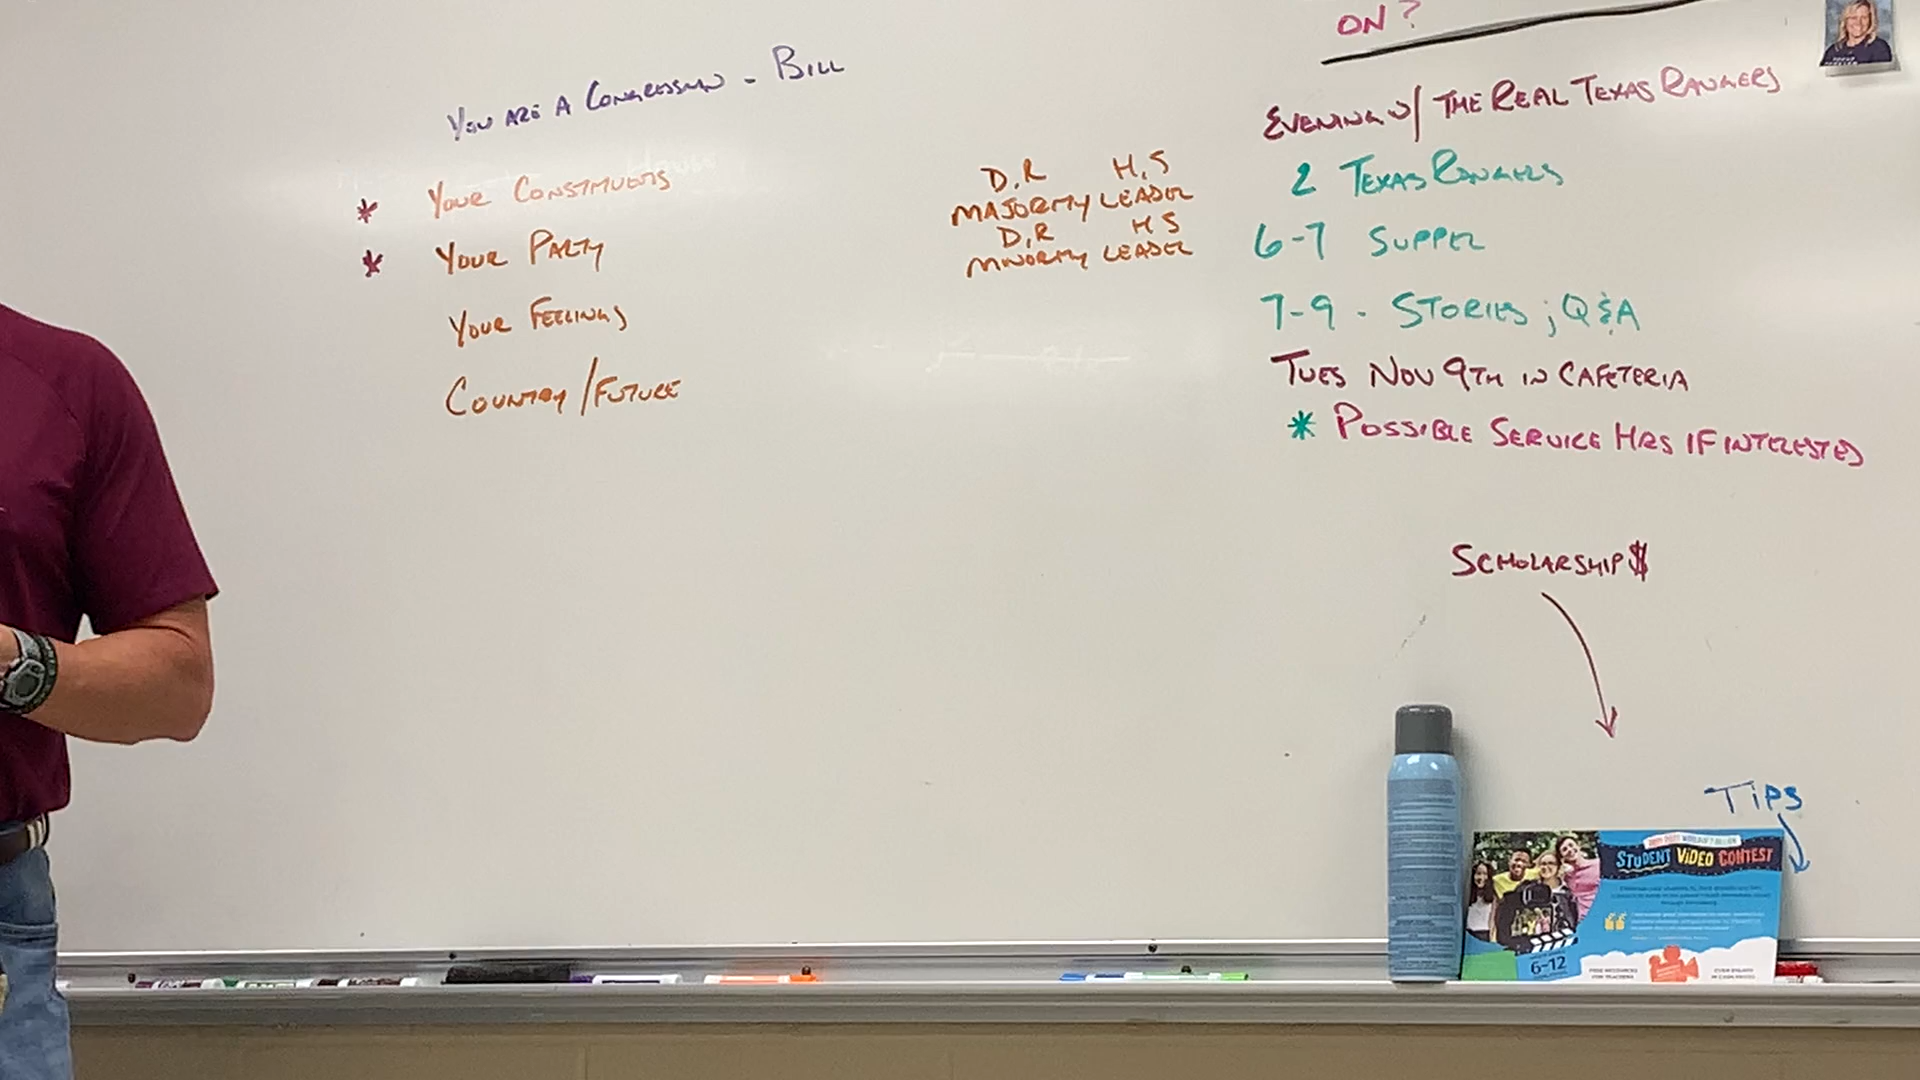 YOU ARE A CONGRESSMAN - BILL
* YOUR CONSTITUENTS
* YOUR PARTY
YOUR FEELINGS
COUNTRY/FUTURE
D,R H,S
MAJORITY LEADER
D,R H S
MINORITY LEADER
ON?
EVENING W/ THE REAL TEXAS RANGERS
2 TEXAS RANGERS
6-7 SUPPER
7-9 - STORIES; Q&A
TUES NOV 9TH IN CAFETERIA
* POSSIBLE SERVICE HRS IF INTERESTED
SCHOLARSHIP$
TIPS
STUDENT VIDEO CONTEST
6-12